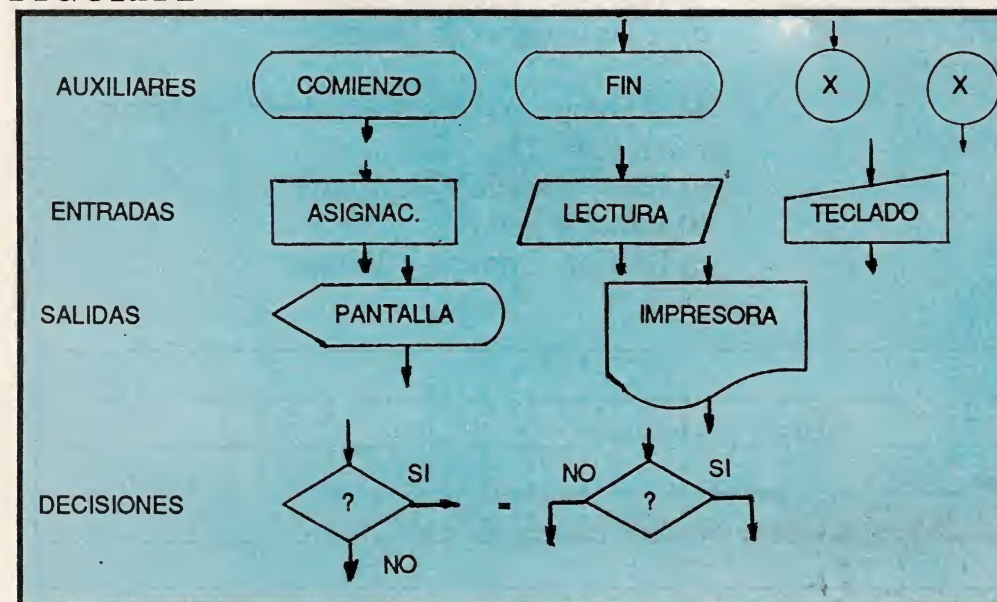 AUXILIARES COMIENZO FIN X X
ENTRADAS ASIGNAC. LECTURA TECLADO
SALIDAS PANTALLA IMPRESORA
SI NO SI
DECISIONES ? = ?
NO